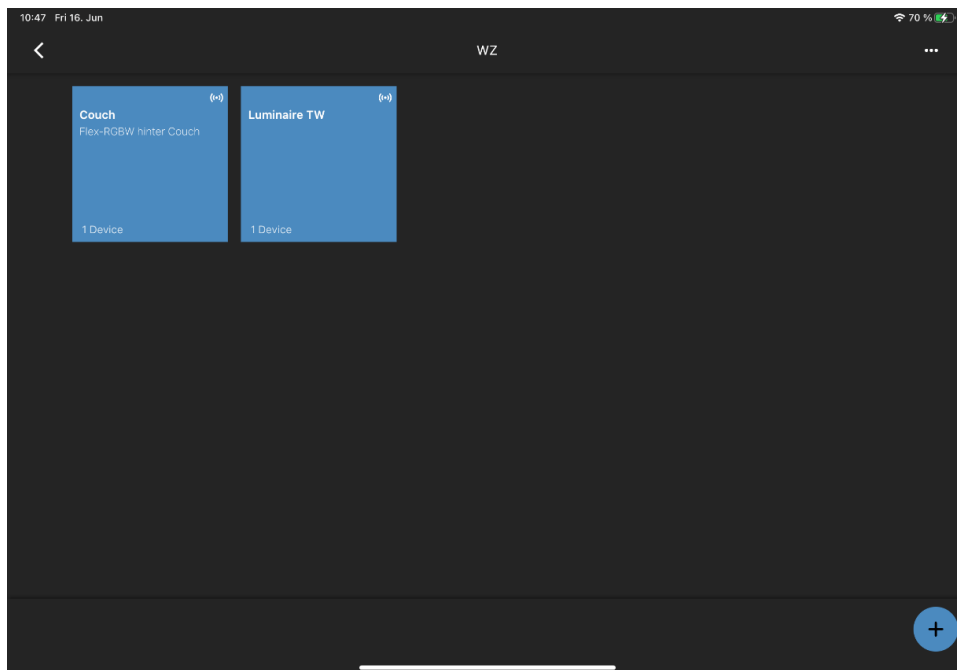 10:47 Fri 16. Jun
70 %
WZ
Couch
Flex-RGBW hinter Couch
1 Device
Luminaire TW
1 Device